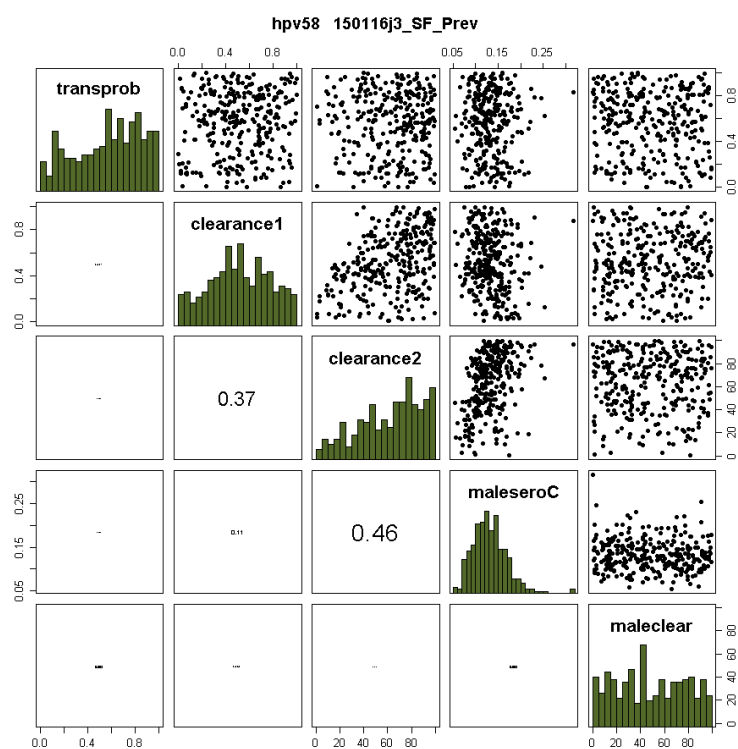 hpv58 150116j3_SF_Prev
0.0 0.4 0.8
0.05 0.15 0.25
transprob
0.0 0.4 0.8
0.0 0.4 0.8
clearance1
clearance2
0.37
0 20 40 60 80
0.05 0.15 0.25
0.11
0.46
maleseroC
maleclear
0 20 40 60 80
0.0 0.4 0.8
0 20 40 60 80
0 20 40 60 80